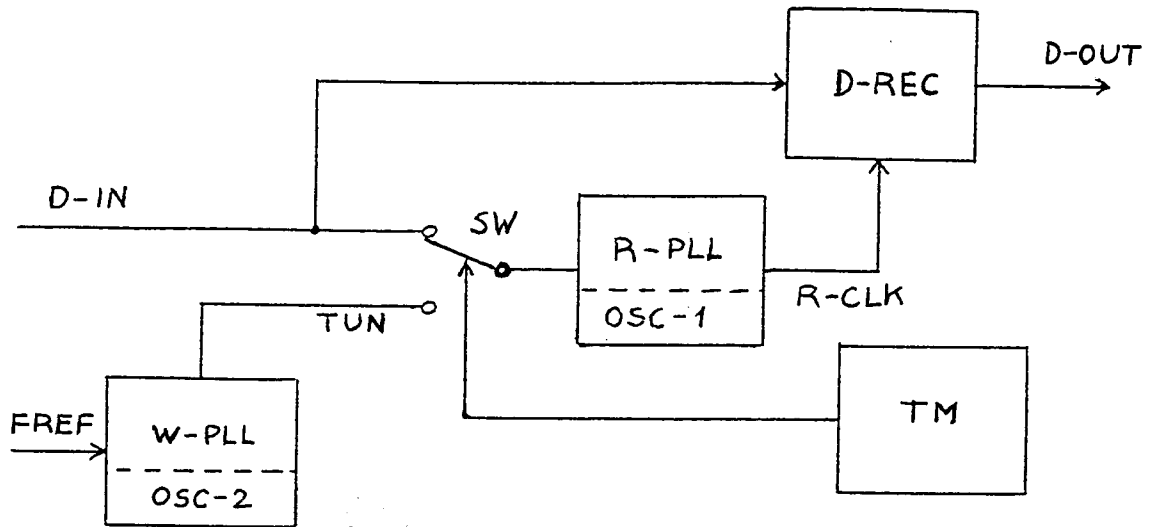 D-OUT
D-REC
D-IN
SW
R-PLL
OSC-1
R-CLK
TUN
TM
FREF
W-PLL
OSC-2